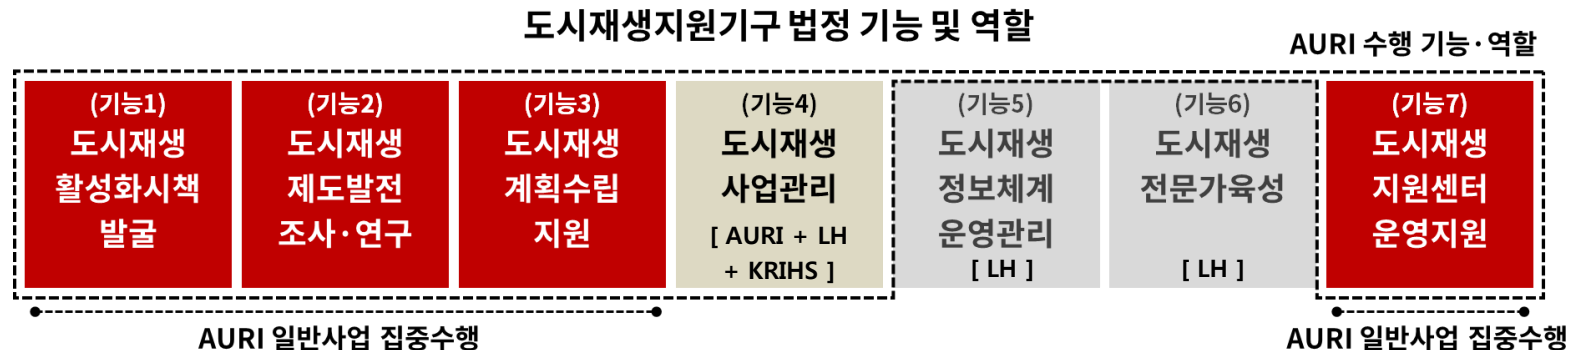 도시재생지원기구 법정 기능 및 역할
AURI 수행 기능·역할
(기능1)
도시재생
활성화시책
발굴
(기능2)
도시재생
제도발전
조사·연구
(기능3)
도시재생
계획수립
지원
(기능4)
도시재생
사업관리
[ AURI + LH
+ KRIHS ]
(기능5)
도시재생
정보체계
운영관리
[ LH ]
(기능6)
도시재생
전문가육성
[ LH ]
(기능7)
도시재생
지원센터
운영지원
AURI 일반사업 집중수행
AURI 일반사업 집중수행